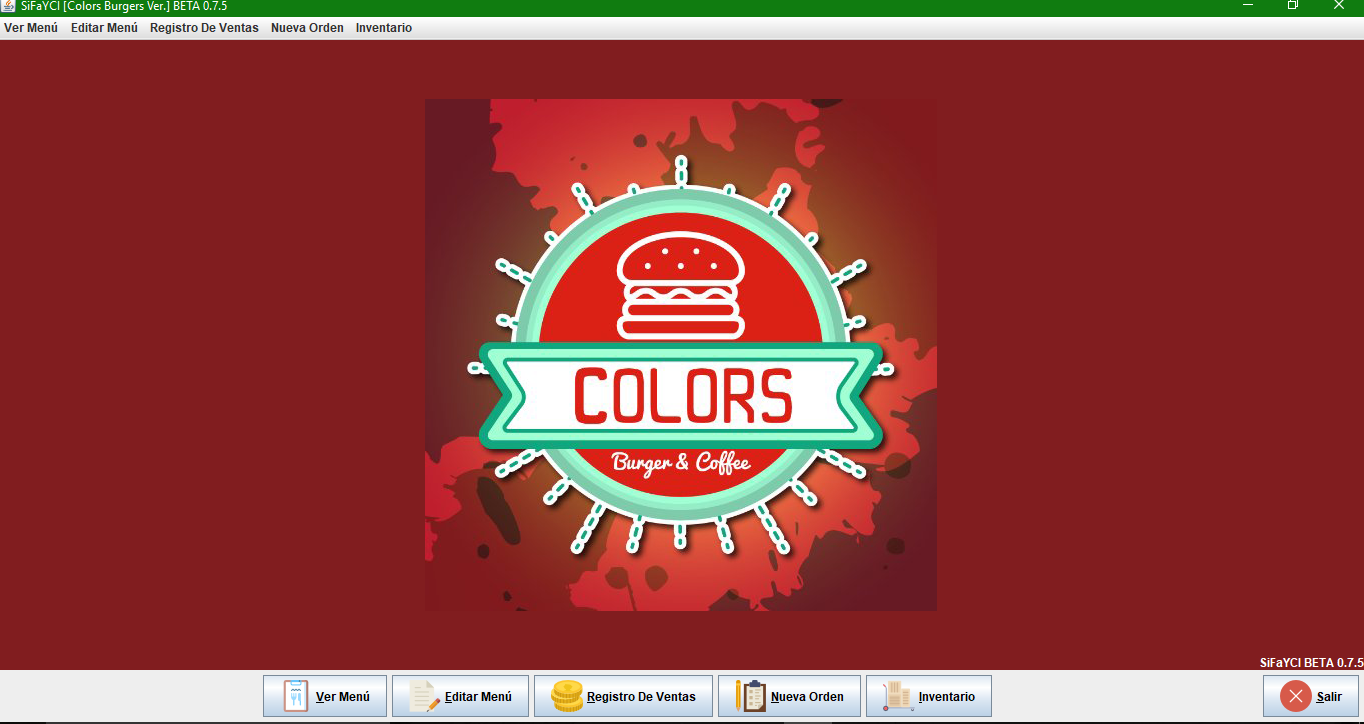 SiFaYCI [Colors Burgers Ver.] BETA 0.7.5
Ver Menú Editar Menú Registro De Ventas Nueva Orden Inventario
COLORS
Burger & Coffee
SiFaYCI BETA 0.7.5
Ver Menú Editar Menú Registro De Ventas Nueva Orden Inventario Salir